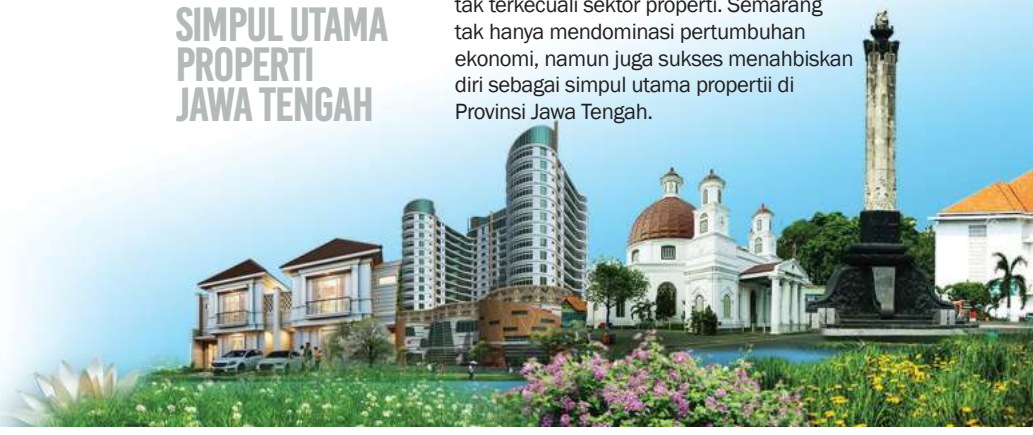 SIMPUL UTAMA
PROPERTI
JAWA TENGAH
tak terkecuali sektor properti. Semarang
tak hanya mendominasi pertumbuhan
ekonomi, namun juga sukses menahbiskan
diri sebagai simpul utama propertii di
Provinsi Jawa Tengah.